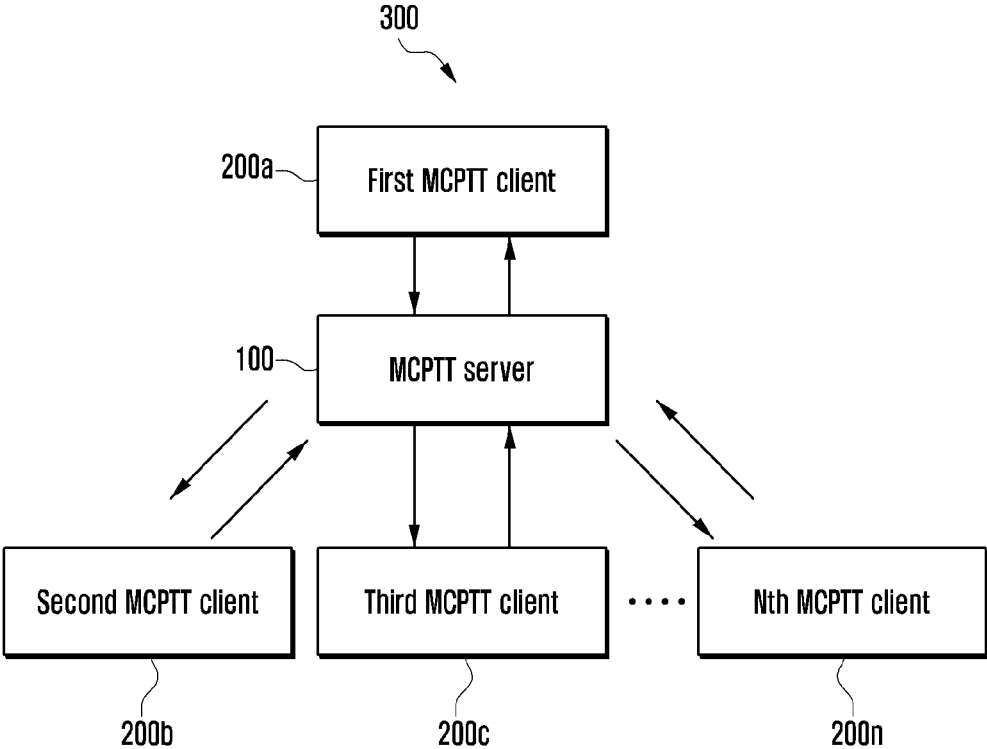 300
200a
First MCPTT client
100
MCPTT server
Second MCPTT client
Third MCPTT client
Nth MCPTT client
200b
200c
200n